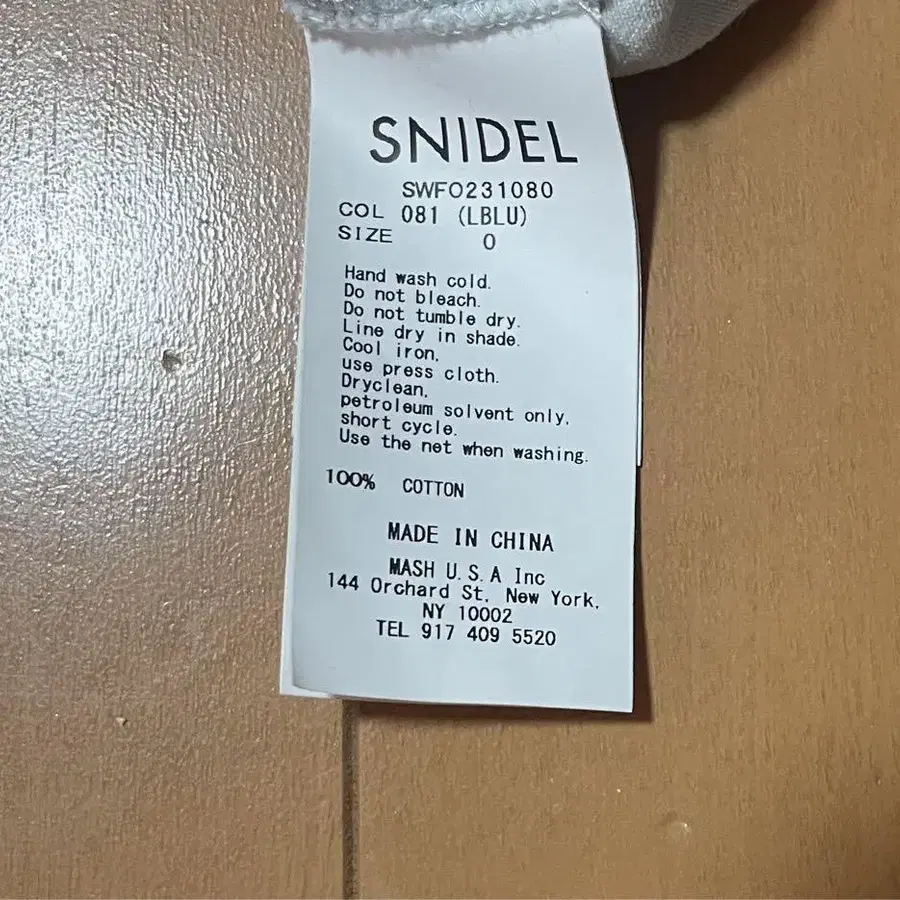 SNIDEL
SWFO231080
COL 081 (LBLU)
SIZE 0
Hand wash cold.
Do not bleach.
Do not tumble dry.
Line dry in shade.
Cool iron,
use press cloth.
Dryclean,
petroleum solvent only,
short cycle.
Use the net when washing.
100% COTTON
MADE IN CHINA
MASH U.S.A Inc
144 Orchard St, New York,
NY 10002
TEL 917 409 5520